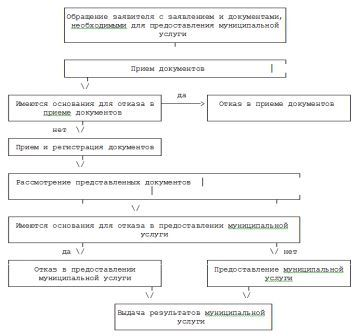 Обращение заявителя с заявлением и документами,
необходимыми для предоставления муниципальной
услуги
Прием документов
\/
да
Имеются основания для отказа в
приеме документов
Отказ в приеме документов
нет \/
Прием и регистрация документов
\/
Рассмотрение представленных документов
\/
Имеются основания для отказа в предоставлении муниципальной
услуги
да \/
\/ нет
Отказ в предоставлении
муниципальной услуги
Предоставление муниципальной
услуги
\/
\/
Выдача результатов муниципальной
услуги